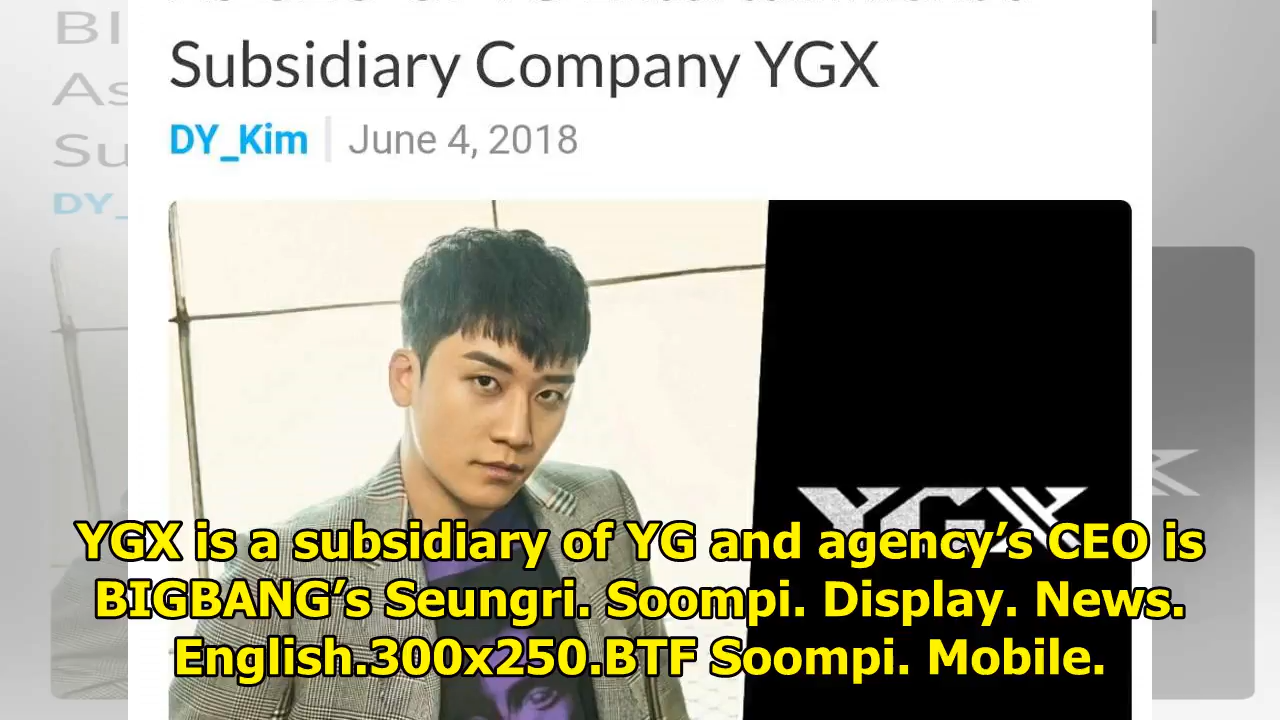 Subsidiary Company YGX
DY_Kim | June 4, 2018
YGX
YGX is a subsidiary of YG and agency’s CEO is
BIGBANG’s Seungri. Soompi. Display. News.
English.300x250.BTF Soompi. Mobile.